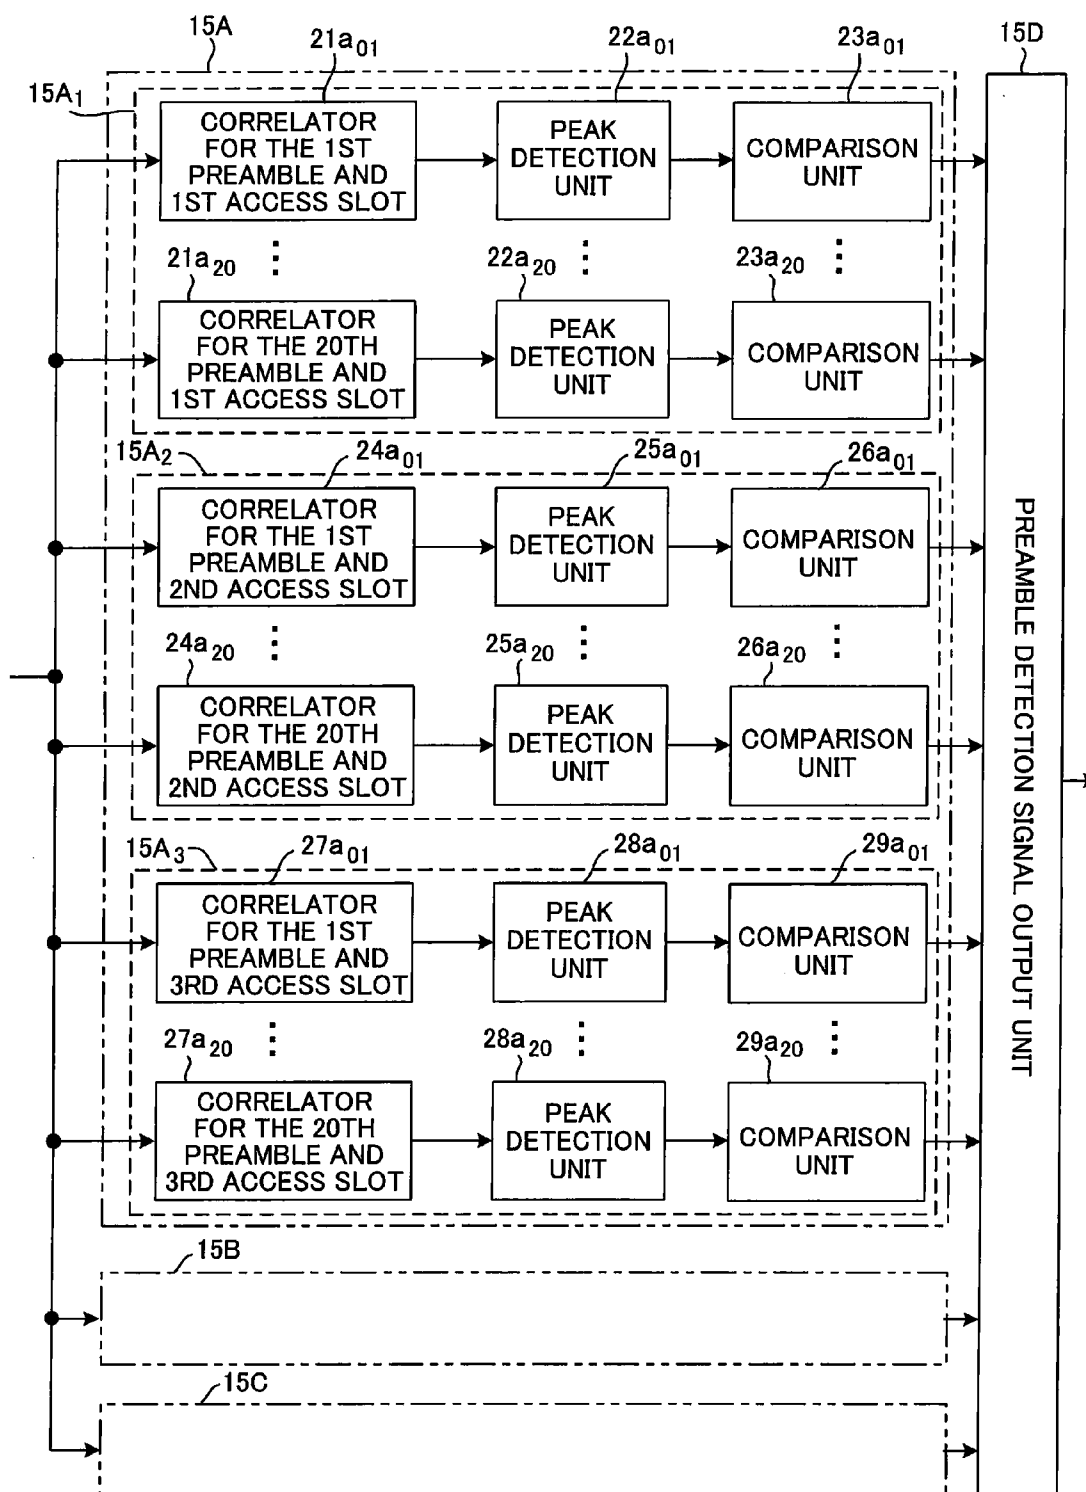 15A
21a01
22a01
23a01
15D
15A1
CORRELATOR
FOR THE 1ST
PREAMBLE AND
1ST ACCESS SLOT
PEAK
DETECTION
UNIT
COMPARISON
UNIT
21a20
22a20
23a20
CORRELATOR
FOR THE 20TH
PREAMBLE AND
1ST ACCESS SLOT
PEAK
DETECTION
UNIT
COMPARISON
UNIT
15A2
24a01
25a01
26a01
CORRELATOR
FOR THE 1ST
PREAMBLE AND
2ND ACCESS SLOT
PEAK
DETECTION
UNIT
COMPARISON
UNIT
24a20
25a20
26a20
CORRELATOR
FOR THE 20TH
PREAMBLE AND
2ND ACCESS SLOT
PEAK
DETECTION
UNIT
COMPARISON
UNIT
15A3
27a01
28a01
29a01
CORRELATOR
FOR THE 1ST
PREAMBLE AND
3RD ACCESS SLOT
PEAK
DETECTION
UNIT
COMPARISON
UNIT
27a20
28a20
29a20
CORRELATOR
FOR THE 20TH
PREAMBLE AND
3RD ACCESS SLOT
PEAK
DETECTION
UNIT
COMPARISON
UNIT
PREAMBLE DETECTION SIGNAL OUTPUT UNIT
15B
15C